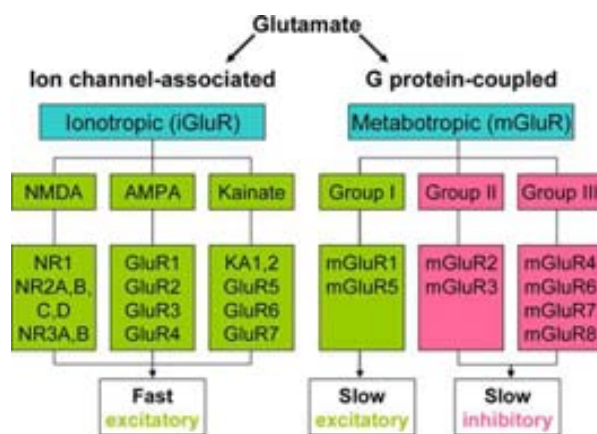 Glutamate
Ion channel-associated
G protein-coupled
Ionotropic (iGluR)
Metabotropic (mGluR)
NMDA
AMPA
Kainate
Group I
Group II
Group III
NR1
NR2A,B,
C,D
NR3A,B
GluR1
GluR2
GluR3
GluR4
KA1,2
GluR5
GluR6
GluR7
mGluR1
mGluR5
mGluR2
mGluR3
mGluR4
mGluR6
mGluR7
mGluR8
Fast
excitatory
Slow
excitatory
Slow
inhibitory